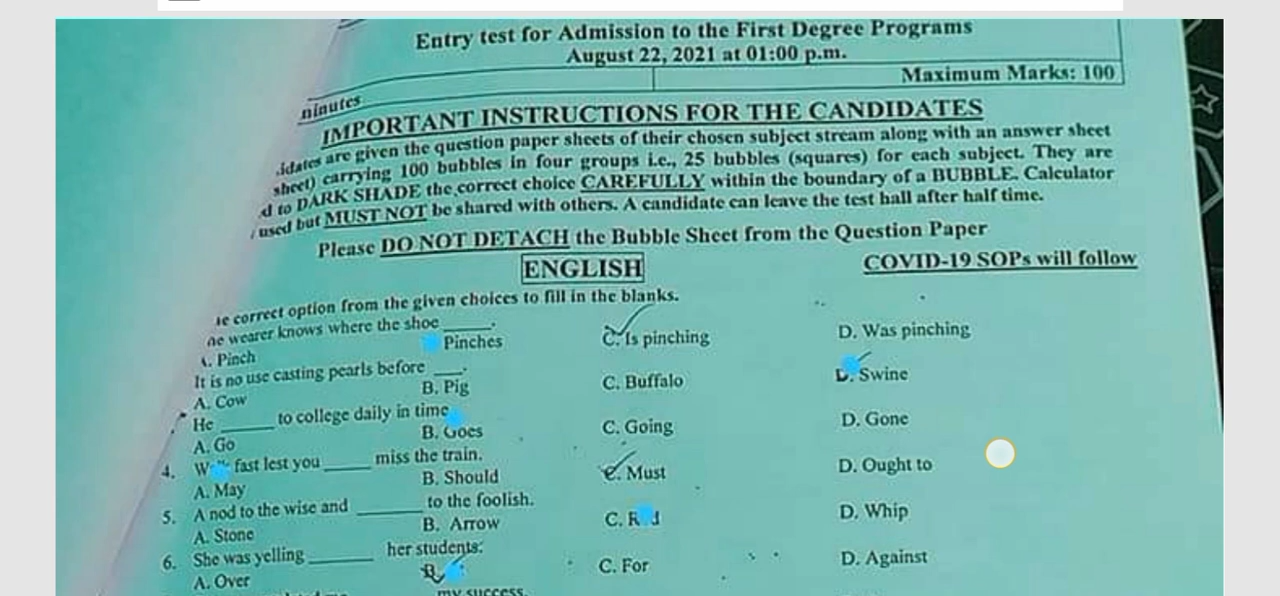 Entry test for Admission to the First Degree Programs
August 22, 2021 at 01:00 p.m.
Maximum Marks: 100
IMPORTANT INSTRUCTIONS FOR THE CANDIDATES
are given the question paper sheets of their chosen subject stream along with an answer sheet
sheet) carrying 100 bubbles in four groups i.e., 25 bubbles (squares) for each subject. They are
to DARK SHADE the correct choice CAREFULLY within the boundary of a BUBBLE. Calculator
used but MUST NOT be shared with others. A candidate can leave the test hall after half time.
Please DO NOT DETACH the Bubble Sheet from the Question Paper
ENGLISH
COVID-19 SOPs will follow
correct option from the given choices to fill in the blanks.
wearer knows where the shoe ______.
Pinch Pinches C. Is pinching D. Was pinching
It is no use casting pearls before ____.
A. Cow B. Pig C. Buffalo D. Swine
He ______ to college daily in time
A. Go B. Goes C. Going D. Gone
4. fast lest you ______ miss the train.
A. May B. Should C. Must D. Ought to
5. A nod to the wise and ________ to the foolish.
A. Stone B. Arrow C. D. Whip
6. She was yelling ________ her students.
A. Over B. C. For D. Against
my success.